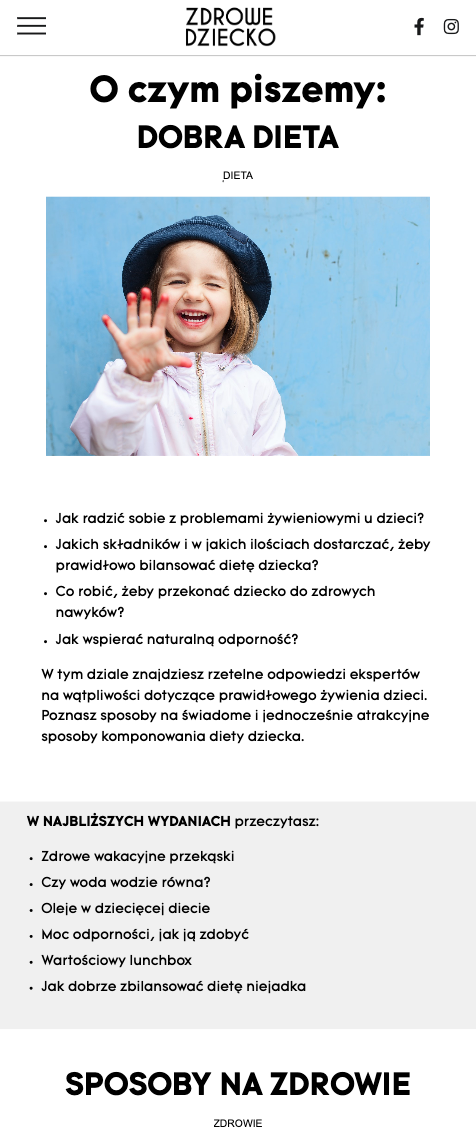 ZDROWE
DZIECKO
O czym piszemy:
DOBRA DIETA
DIETA
• Jak radzić sobie z problemami żywieniowymi u dzieci?
• Jakich składników i w jakich ilościach dostarczać, żeby
prawidłowo bilansować dietę dziecka?
• Co robić, żeby przekonać dziecko do zdrowych
nawyków?
• Jak wspierać naturalną odporność?
W tym dziale znajdziesz rzetelne odpowiedzi ekspertów
na wątpliwości dotyczące prawidłowego żywienia dzieci.
Poznasz sposoby na świadome i jednocześnie atrakcyjne
sposoby komponowania diety dziecka.
W NAJBLIŻSZYCH WYDANIACH przeczytasz:
• Zdrowe wakacyjne przekąski
• Czy woda wodzie równa?
• Oleje w dziecięcej diecie
• Moc odporności, jak ją zdobyć
• Wartościowy lunchbox
• Jak dobrze zbilansować dietę niejadka
SPOSOBY NA ZDROWIE
ZDROWIE